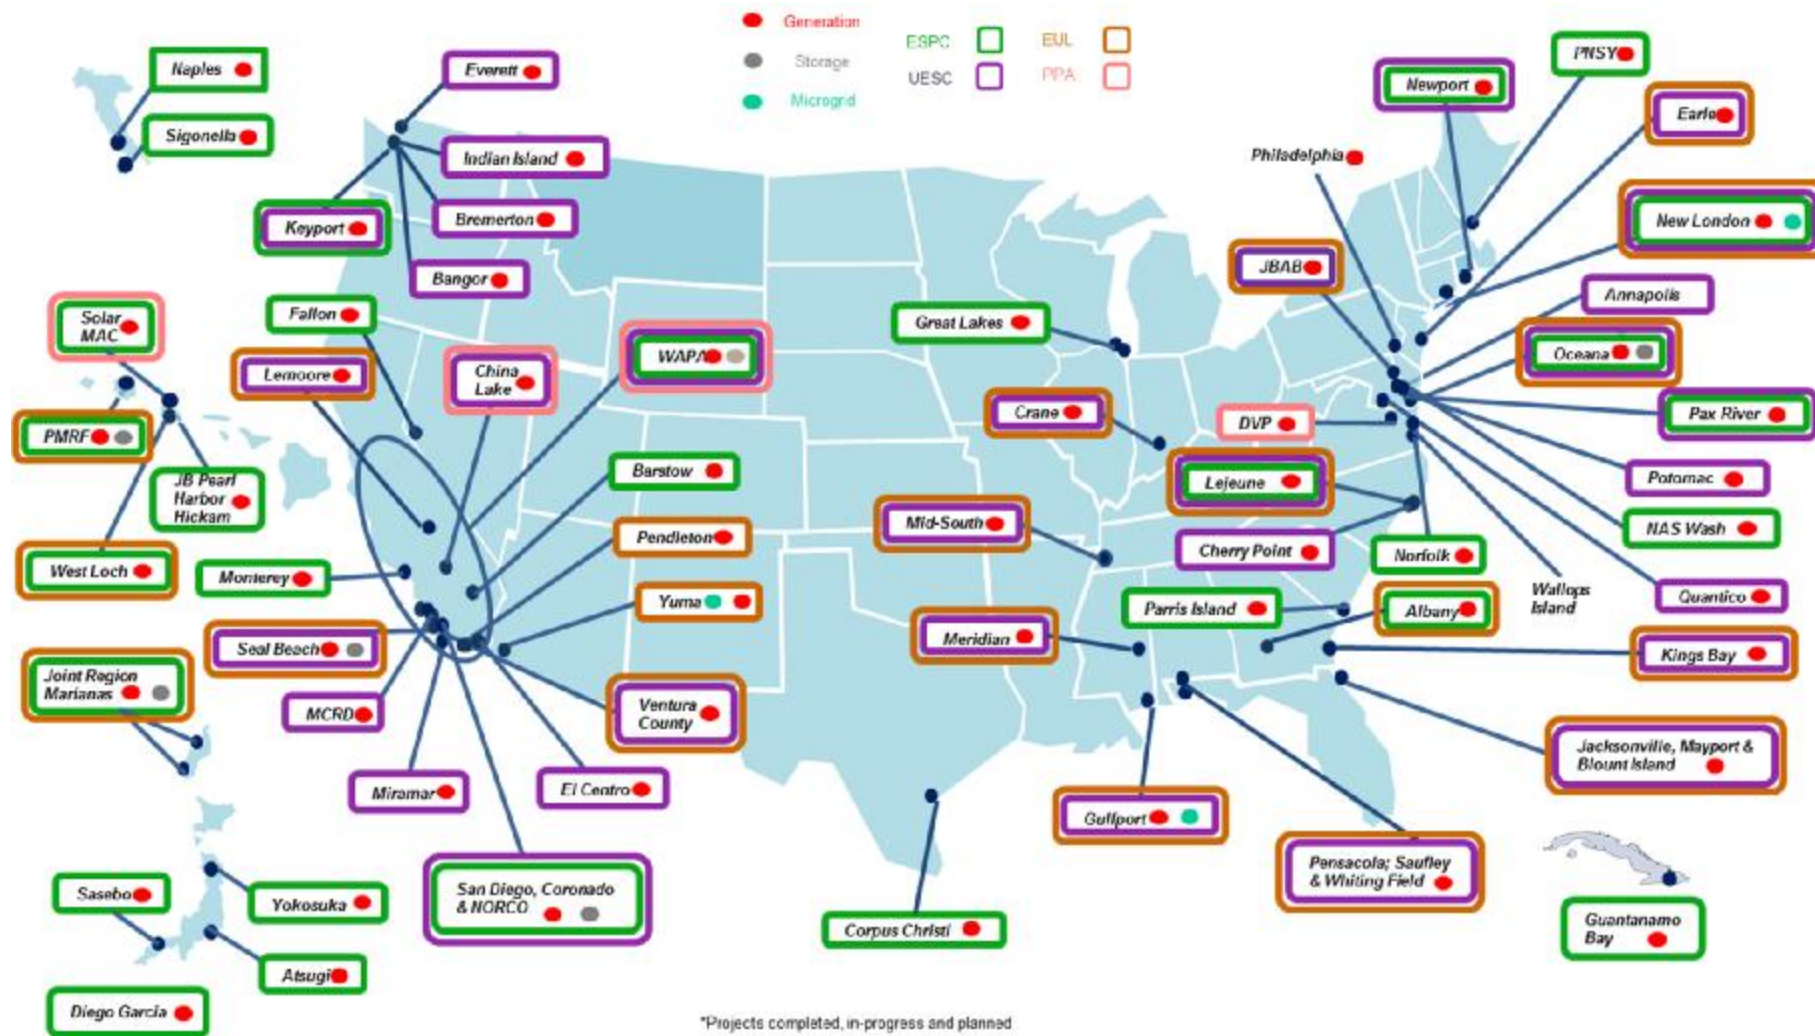 Generation
Storage
Microgrid
ESPC
UESC
EUL
PPA
Naples
Sigonella
Everett
Indian Island
Keyport
Bremerton
Bangor
Fallon
Lemoore
China
Lake
WAPA
Solar
MAC
PMRF
JB Pearl
Harbor
Hickam
West Loch
Barstow
Pendleton
Yuma
Monterey
Seal Beach
MCRD
Miramar
El Centro
Ventura
County
San Diego, Coronado
& NORCO
Joint Region
Marianas
Sasebo
Yokosuka
Atsugi
Diego Garcia
Great Lakes
Crane
Mid-South
Meridian
Gulfport
Corpus Christi
Philadelphia
JBAB
Newport
PNSY
Earle
New London
Annapolis
Oceana
Pax River
DVP
Lejeune
Cherry Point
Norfolk
Potomac
NAS Wash
Wallops
Island
Quantico
Parris Island
Albany
Kings Bay
Jacksonville, Mayport &
Blount Island
Pensacola; Saufley
& Whiting Field
Guantanamo
Bay
*Projects completed, in-progress and planned